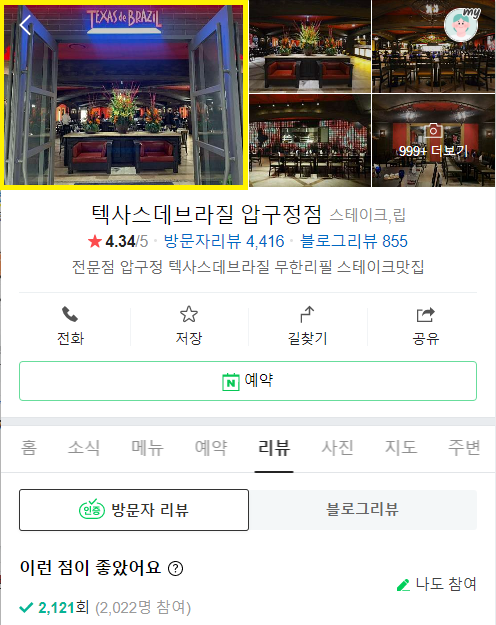 TEXAS de BRAZIL
my
999+ 더보기
텍사스데브라질 압구정점 스테이크,립
4.34/5 · 방문자리뷰 4,416 · 블로그리뷰 855
전문점 압구정 텍사스데브라질 무한리필 스테이크맛집
전화 저장 길찾기 공유
N 예약
홈 소식 메뉴 예약 리뷰 사진 지도 주변
인증 방문자 리뷰 블로그리뷰
이런 점이 좋았어요 ?
나도 참여
2,121회 (2,022명 참여)